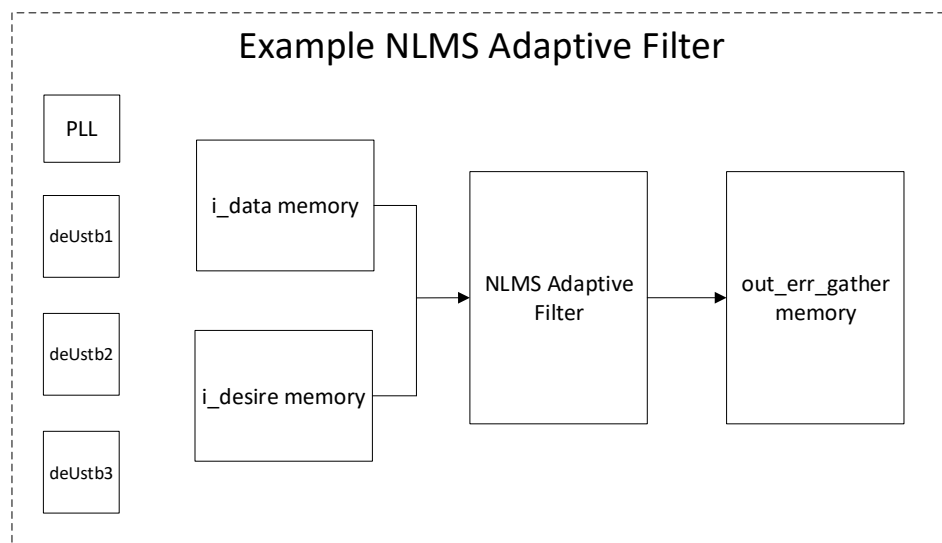 Example NLMS Adaptive Filter
PLL
deUstb1
deUstb2
deUstb3
i_data memory
i_desire memory
NLMS Adaptive
Filter
out_err_gather
memory